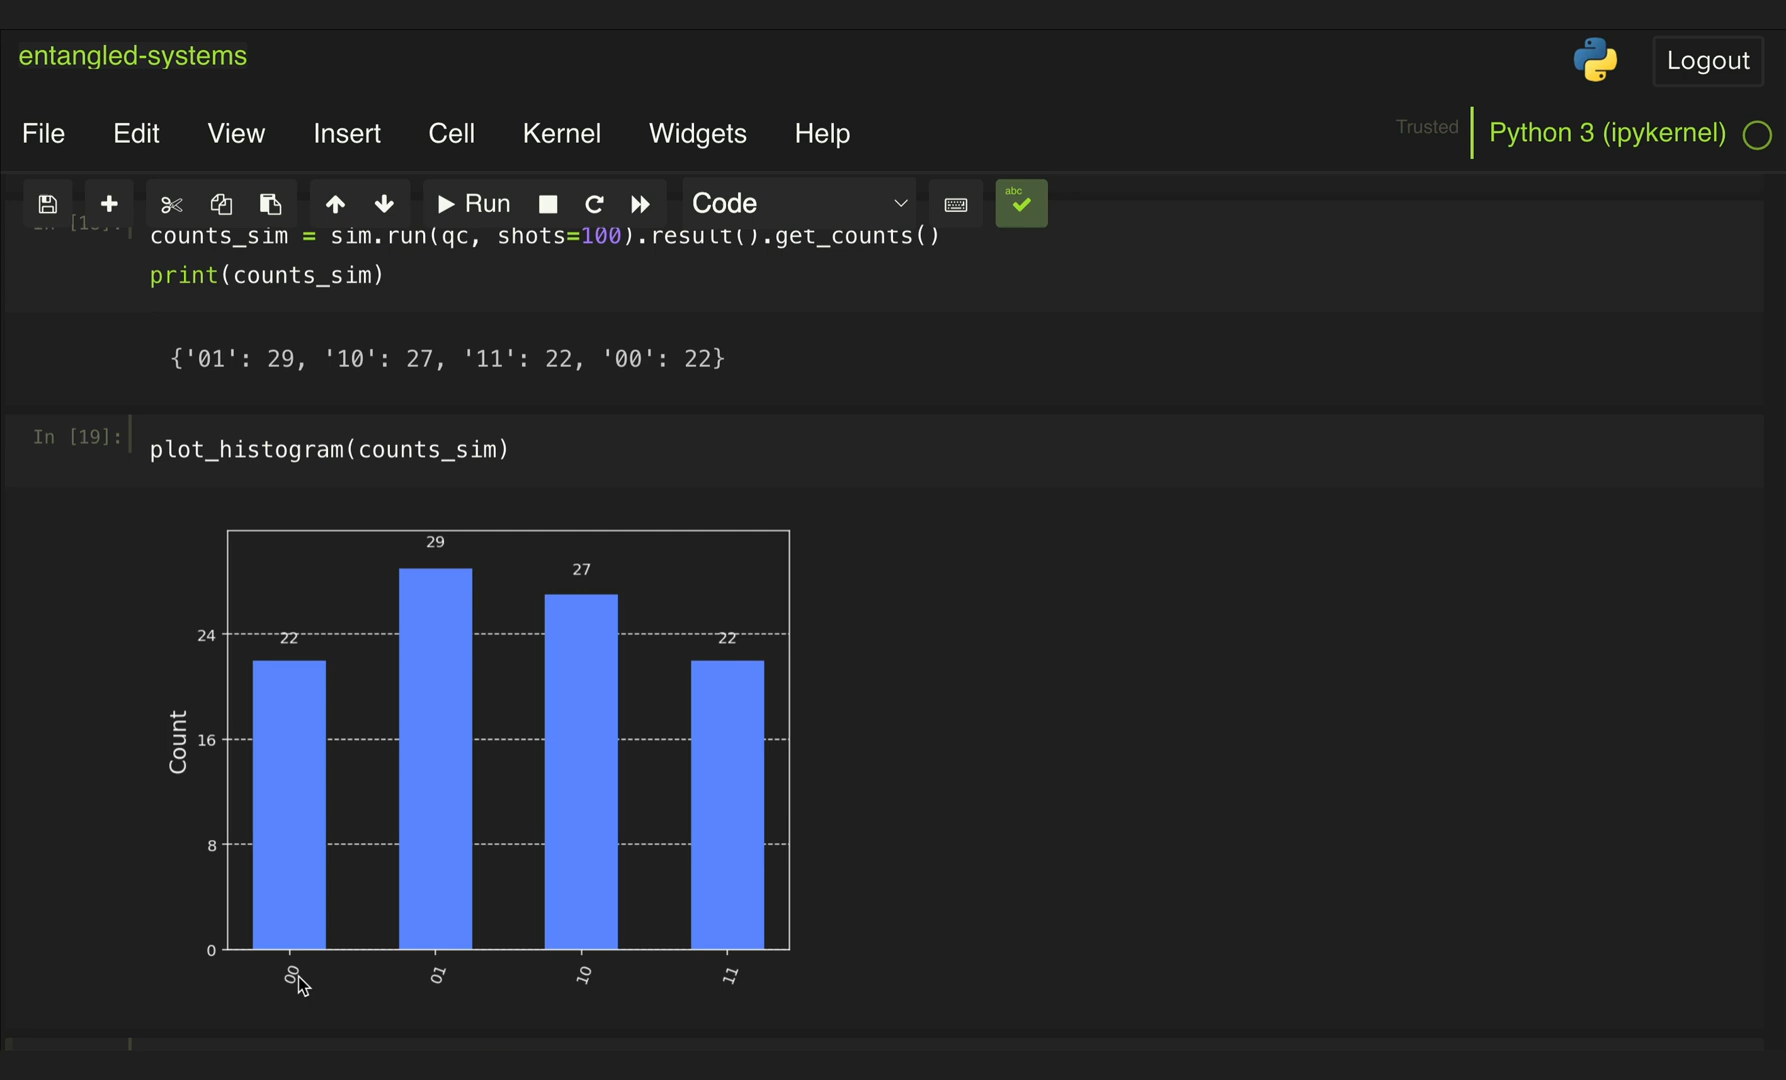 entangled-systems
Logout
File Edit View Insert Cell Kernel Widgets Help
Trusted Python 3 (ipykernel)
Run Code abc
counts_sim = sim.run(qc, shots=100).result().get_counts()
print(counts_sim)
{'01': 29, '10': 27, '11': 22, '00': 22}
In [19]: plot_histogram(counts_sim)
29
27
24
22
22
16
8
0
Count
00 01 10 11